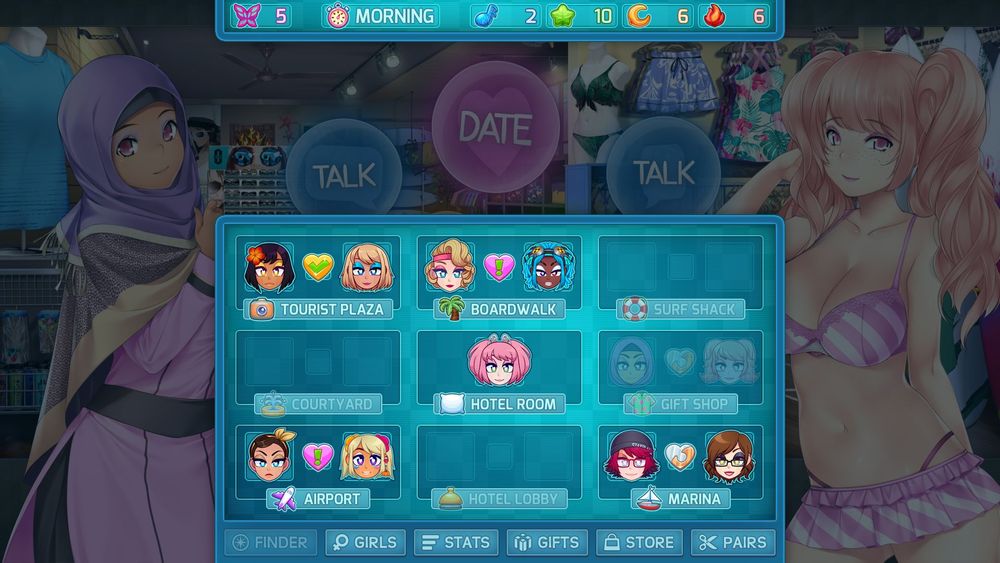 5 MORNING 2 10 6 6
DATE
TALK TALK
TOURIST PLAZA BOARDWALK SURF SHACK
COURTYARD HOTEL ROOM GIFT SHOP
AIRPORT HOTEL LOBBY MARINA
FINDER GIRLS STATS GIFTS STORE PAIRS